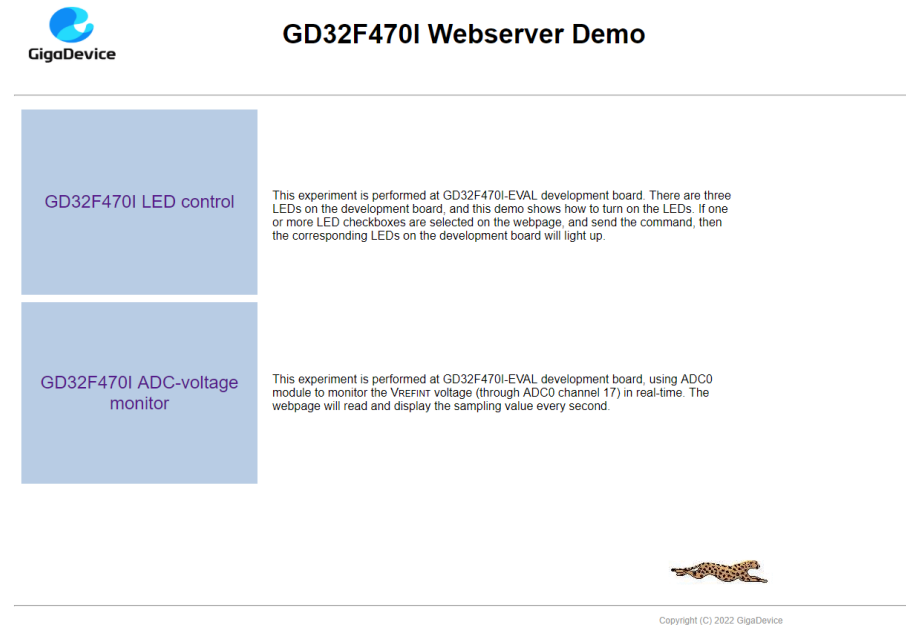 GigaDevice
GD32F470I Webserver Demo
GD32F470I LED control
This experiment is performed at GD32F470I-EVAL development board. There are three
LEDs on the development board, and this demo shows how to turn on the LEDs. If one
or more LED checkboxes are selected on the webpage, and send the command, then
the corresponding LEDs on the development board will light up.
GD32F470I ADC-voltage
monitor
This experiment is performed at GD32F470I-EVAL development board, using ADC0
module to monitor the VREFINT voltage (through ADC0 channel 17) in real-time. The
webpage will read and display the sampling value every second.
Copyright (C) 2022 GigaDevice